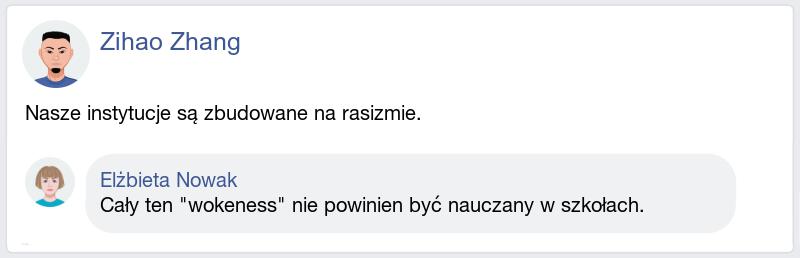 Zihao Zhang
Nasze instytucje są zbudowane na rasizmie.
Elżbieta Nowak
Cały ten "wokeness" nie powinien być nauczany w szkołach.